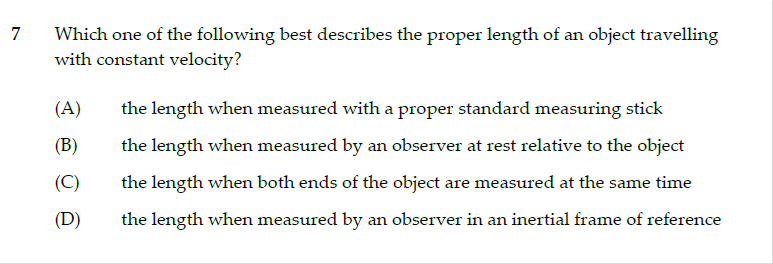 7 Which one of the following best describes the proper length of an object travelling
with constant velocity?
(A) the length when measured with a proper standard measuring stick
(B) the length when measured by an observer at rest relative to the object
(C) the length when both ends of the object are measured at the same time
(D) the length when measured by an observer in an inertial frame of reference